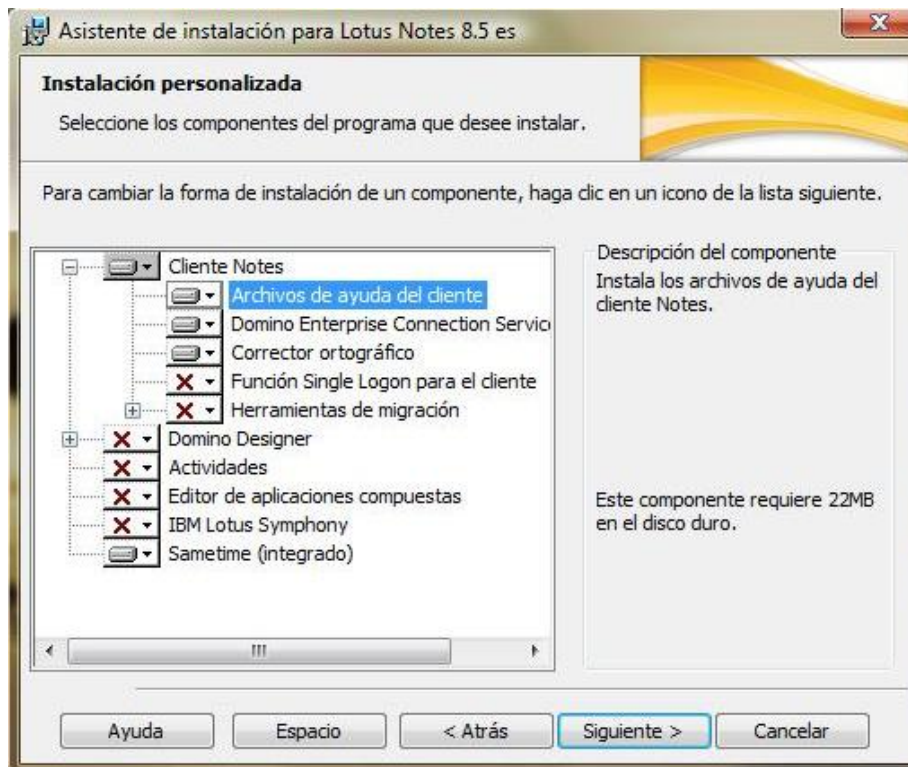 Asistente de instalación para Lotus Notes 8.5 es
Instalación personalizada
Seleccione los componentes del programa que desee instalar.
Para cambiar la forma de instalación de un componente, haga clic en un icono de la lista siguiente.
Cliente Notes
Archivos de ayuda del cliente
Domino Enterprise Connection Servic
Corrector ortográfico
Función Single Logon para el cliente
Herramientas de migración
Domino Designer
Actividades
Editor de aplicaciones compuestas
IBM Lotus Symphony
Sametime (integrado)
Descripción del componente
Instala los archivos de ayuda del
cliente Notes.
Este componente requiere 22MB
en el disco duro.
Ayuda
Espacio
< Atrás
Siguiente >
Cancelar